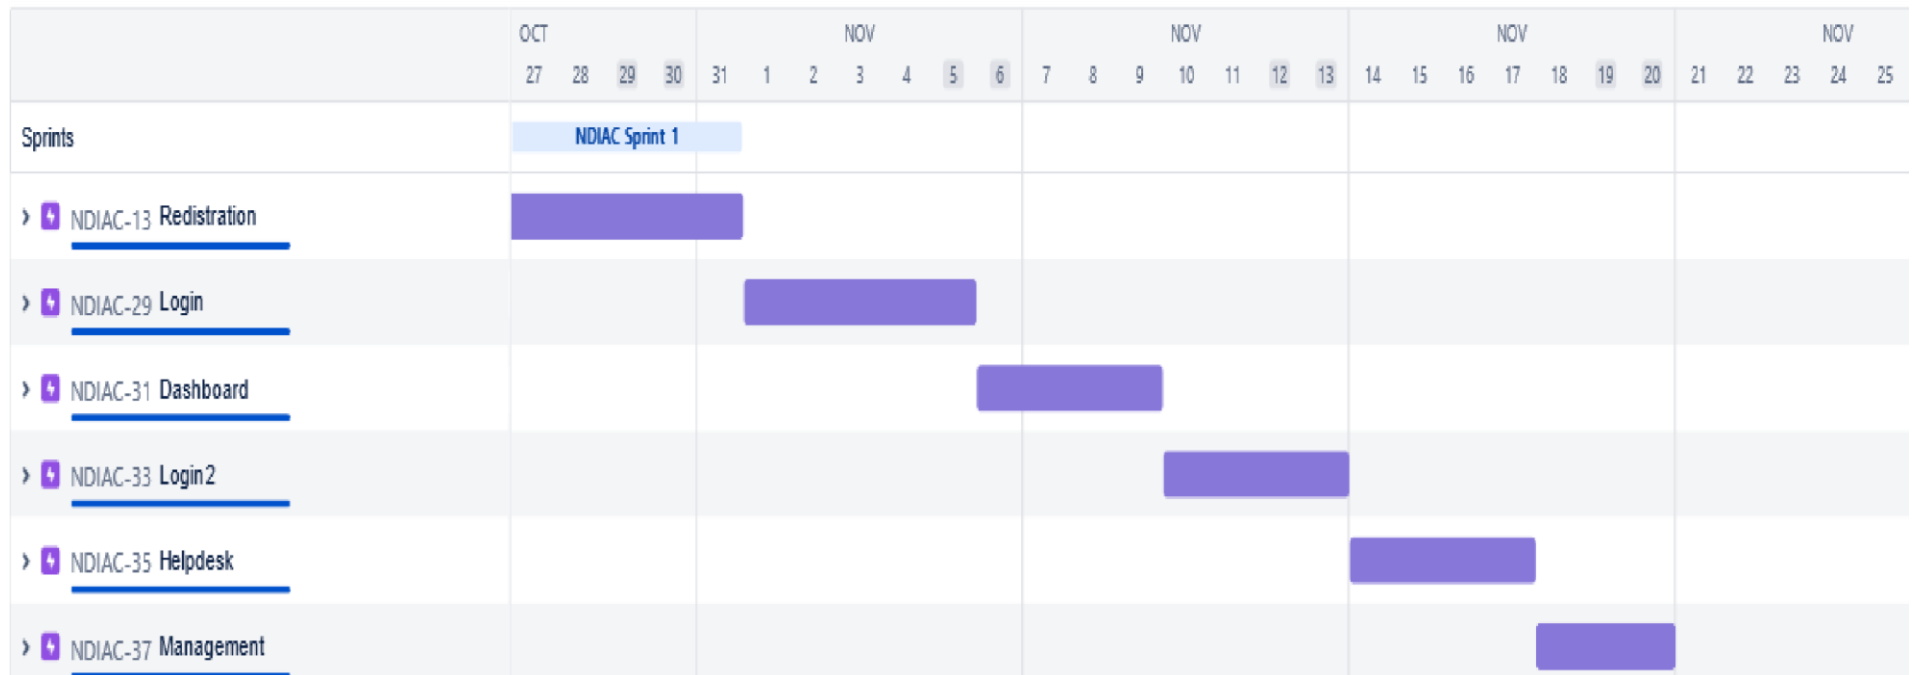 OCT NOV NOV NOV NOV
27 28 29 30 31 1 2 3 4 5 6 7 8 9 10 11 12 13 14 15 16 17 18 19 20 21 22 23 24 25
Sprints NDIAC Sprint 1
NDIAC-13 Redistration
NDIAC-29 Login
NDIAC-31 Dashboard
NDIAC-33 Login2
NDIAC-35 Helpdesk
NDIAC-37 Management